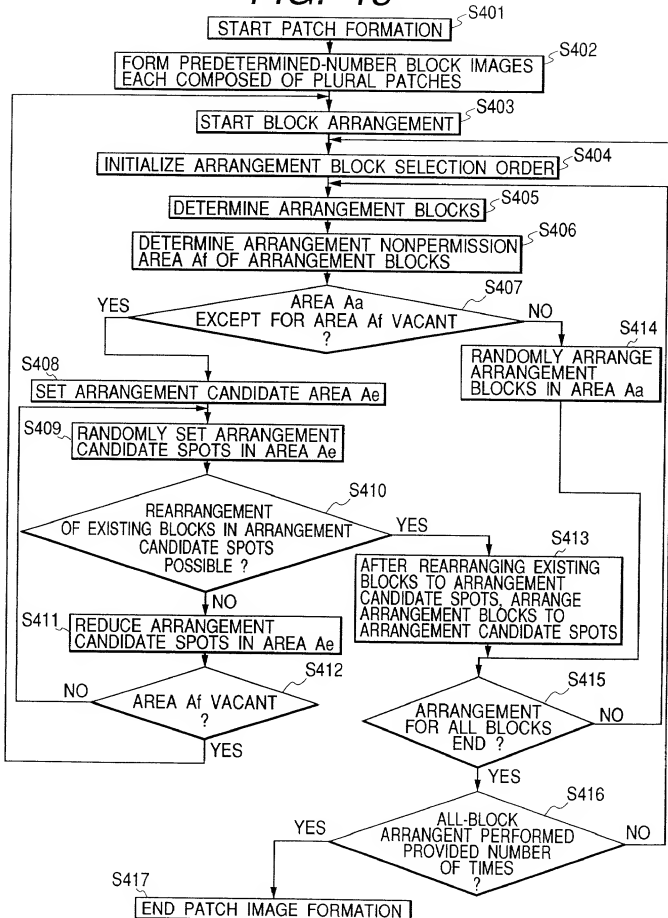 S401
START PATCH FORMATION
S402
FORM PREDETERMINED-NUMBER BLOCK IMAGES
EACH COMPOSED OF PLURAL PATCHES
S403
START BLOCK ARRANGEMENT
S404
INITIALIZE ARRANGEMENT BLOCK SELECTION ORDER
S405
DETERMINE ARRANGEMENT BLOCKS
S406
DETERMINE ARRANGEMENT NONPERMISSION
AREA Af OF ARRANGEMENT BLOCKS
S407
AREA Aa
EXCEPT FOR AREA Af VACANT
?
YES
NO
S414
RANDOMLY ARRANGE
ARRANGEMENT
BLOCKS IN AREA Aa
S408
SET ARRANGEMENT CANDIDATE AREA Ae
S409
RANDOMLY SET ARRANGEMENT
CANDIDATE SPOTS IN AREA Ae
S410
REARRANGEMENT
OF EXISTING BLOCKS IN ARRANGEMENT
CANDIDATE SPOTS
POSSIBLE ?
YES
NO
S413
AFTER REARRANGING EXISTING
BLOCKS TO ARRANGEMENT
CANDIDATE SPOTS, ARRANGE
ARRANGEMENT BLOCKS TO
ARRANGEMENT CANDIDATE SPOTS
S411
REDUCE ARRANGEMENT
CANDIDATE SPOTS IN AREA Ae
S412
AREA Af VACANT
?
NO
YES
S415
ARRANGEMENT
FOR ALL BLOCKS
END ?
NO
YES
S416
ALL-BLOCK
ARRANGENT PERFORMED
PROVIDED NUMBER
OF TIMES
?
YES
NO
S417
END PATCH IMAGE FORMATION